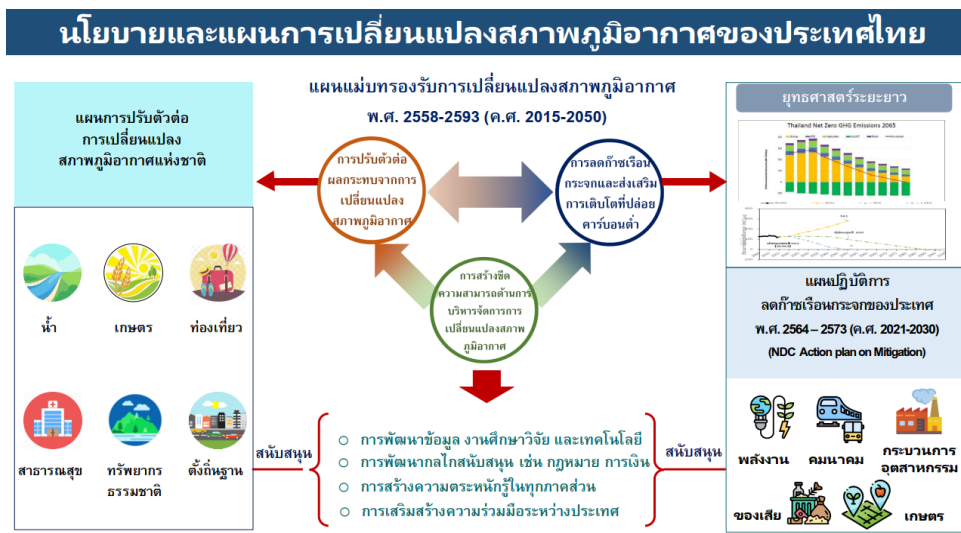 นโยบายและแผนการเปลี่ยนแปลงสภาพภูมิอากาศของประเทศไทย
แผนการปรับตัวต่อ
การเปลี่ยนแปลง
สภาพภูมิอากาศแห่งชาติ
น้ำ
เกษตร
ท่องเที่ยว
สาธารณสุข
ทรัพยากร
ธรรมชาติ
ตั้งถิ่นฐาน
แผนแม่บทรองรับการเปลี่ยนแปลงสภาพภูมิอากาศ
พ.ศ. 2558-2593 (ค.ศ. 2015-2050)
การปรับตัวต่อ
ผลกระทบจากการ
เปลี่ยนแปลง
สภาพภูมิอากาศ
การลดก๊าซเรือน
กระจกและส่งเสริม
การเติบโตที่ปล่อย
คาร์บอนต่ำ
การสร้างขีด
ความสามารถด้านการ
บริหารจัดการการ
เปลี่ยนแปลงสภาพ
ภูมิอากาศ
สนับสนุน
การพัฒนาข้อมูล งานศึกษาวิจัย และเทคโนโลยี
การพัฒนากลไกสนับสนุน เช่น กฎหมาย การเงิน
การสร้างความตระหนักรู้ในทุกภาคส่วน
การเสริมสร้างความร่วมมือระหว่างประเทศ
สนับสนุน
ยุทธศาสตร์ระยะยาว
Thailand Net Zero GHG Emissions 2065
แผนปฏิบัติการ
ลดก๊าซเรือนกระจกของประเทศ
พ.ศ. 2564 – 2573 (ค.ศ. 2021-2030)
(NDC Action plan on Mitigation)
พลังงาน
คมนาคม
กระบวนการ
อุตสาหกรรม
ของเสีย
เกษตร